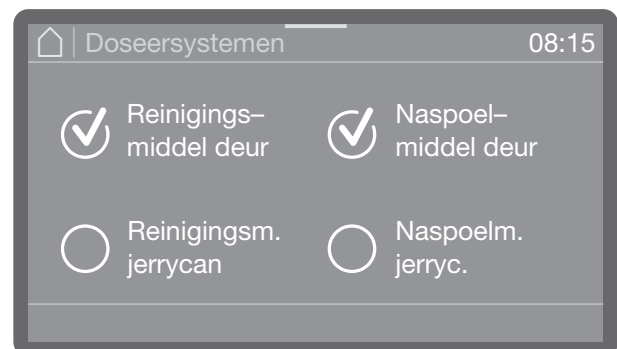 Doseersystemen 08:15
Reinigings–
middel deur
Naspoel–
middel deur
Reinigingsm.
jerrycan
Naspoelm.
jerryc.